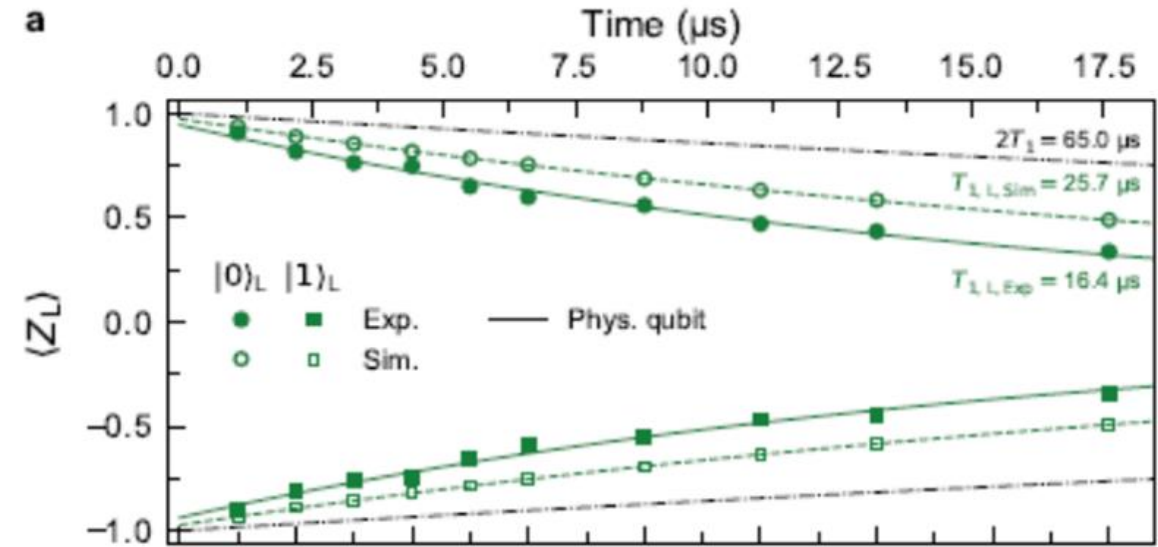 a
Time (µs)
0.0 2.5 5.0 7.5 10.0 12.5 15.0 17.5
1.0
2T₁ = 65.0 µs
T₁, L, Sim = 25.7 µs
0.5
T₁, L, Exp = 16.4 µs
|0⟩L |1⟩L
⟨ZL⟩
0.0
Exp.
Phys. qubit
Sim.
−0.5
−1.0